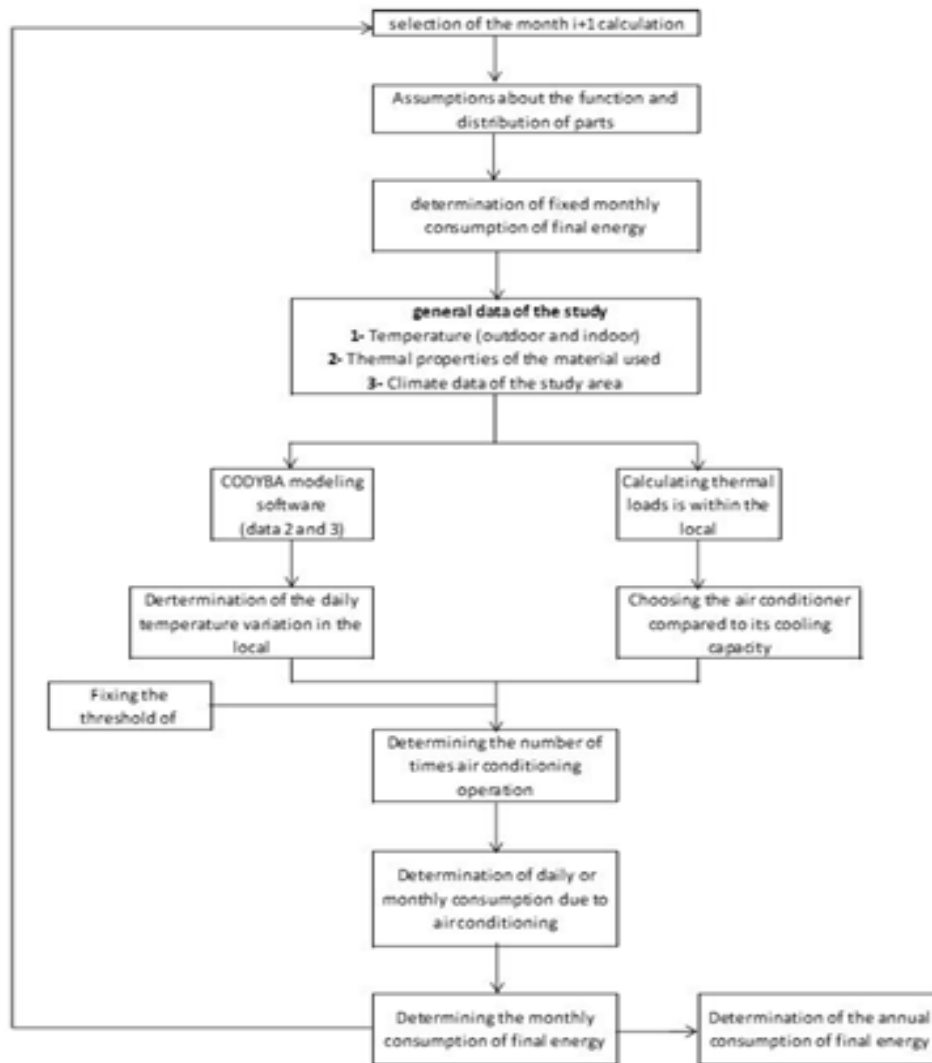 selection of the month i+1 calculation
Assumptions about the function and
distribution of parts
determination of fixed monthly
consumption of final energy
general data of the study
1- Temperature (outdoor and indoor)
2- Thermal properties of the material used
3- Climate data of the study area
CODYBA modeling
software
(data 2 and 3)
Calculating thermal
loads is within the
local
Dertermination of the daily
temperature variation in the
local
Choosing the air conditioner
compared to its cooling
capacity
Fixing the
threshold of
Determining the number of
times air conditioning
operation
Determination of daily or
monthly consumption due to
airconditioning
Determining the monthly
consumption of final energy
Determination of the annual
consumption of final energy